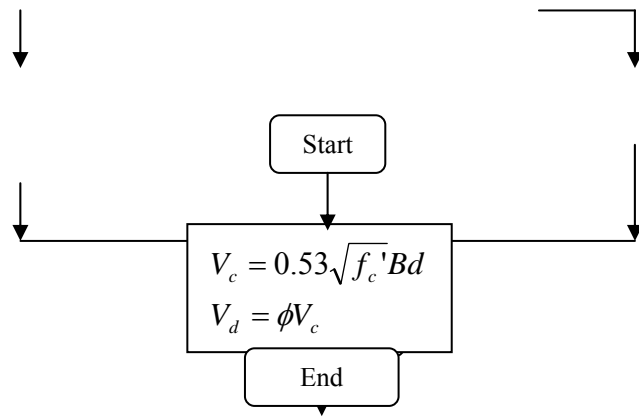 Start
V_c = 0.53√f_c' Bd
V_d = ϕV_c
End